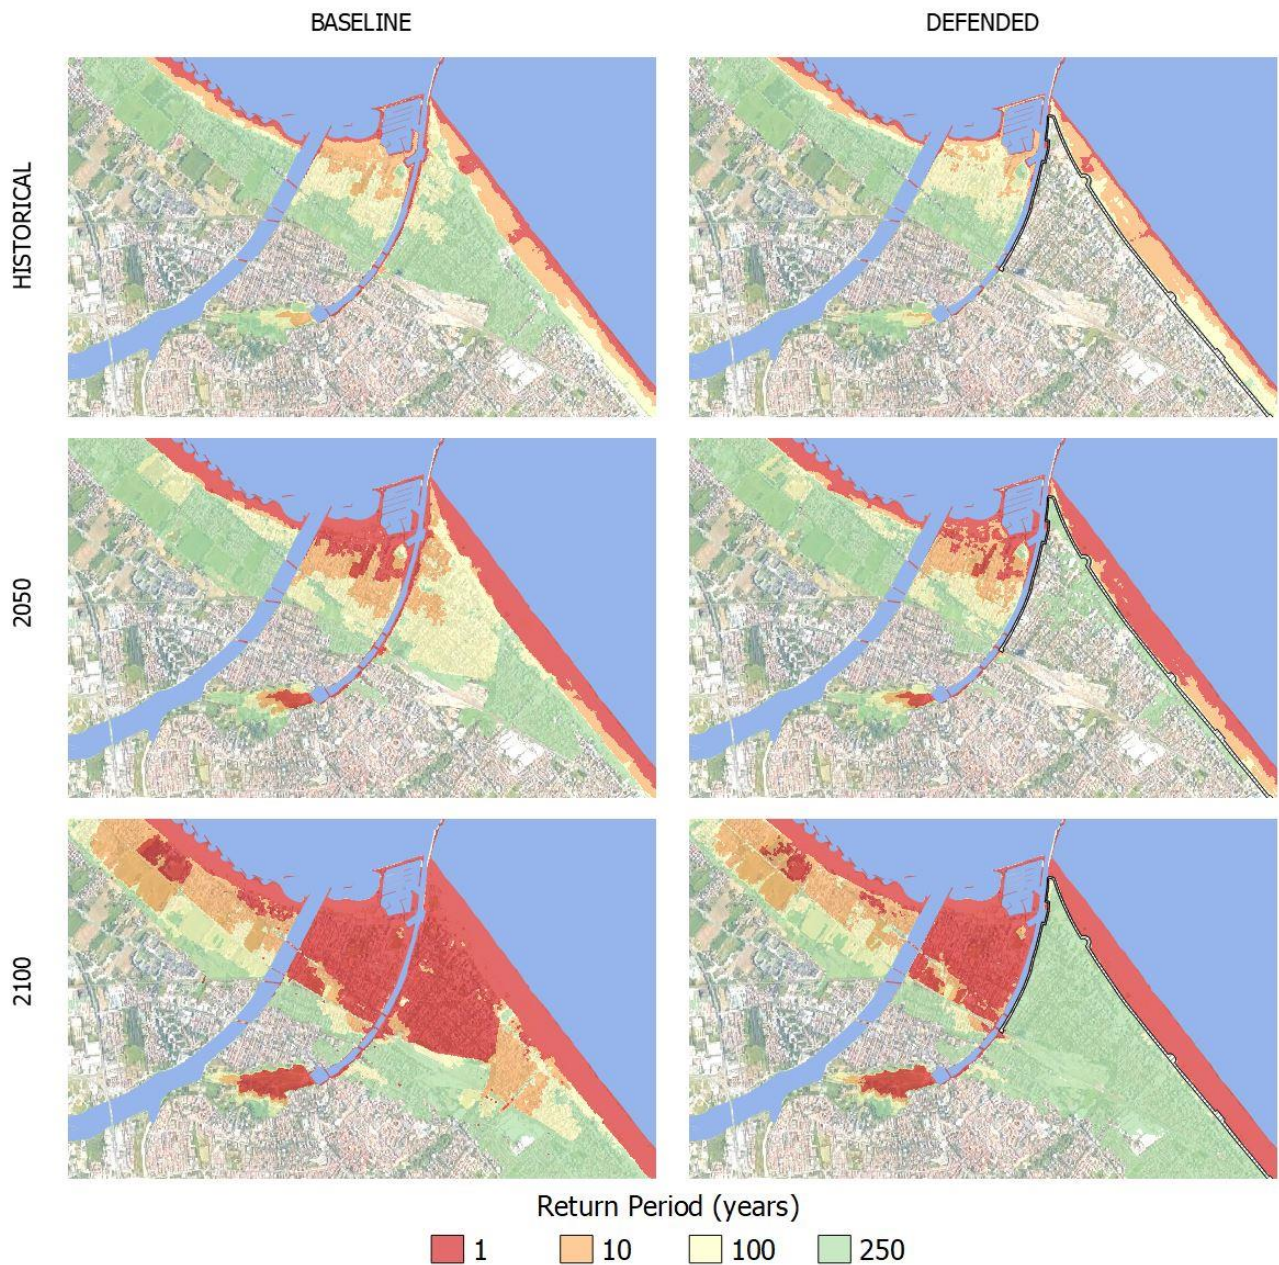 BASELINE
DEFENDED
HISTORICAL
2050
2100
Return Period (years)
1 10 100 250